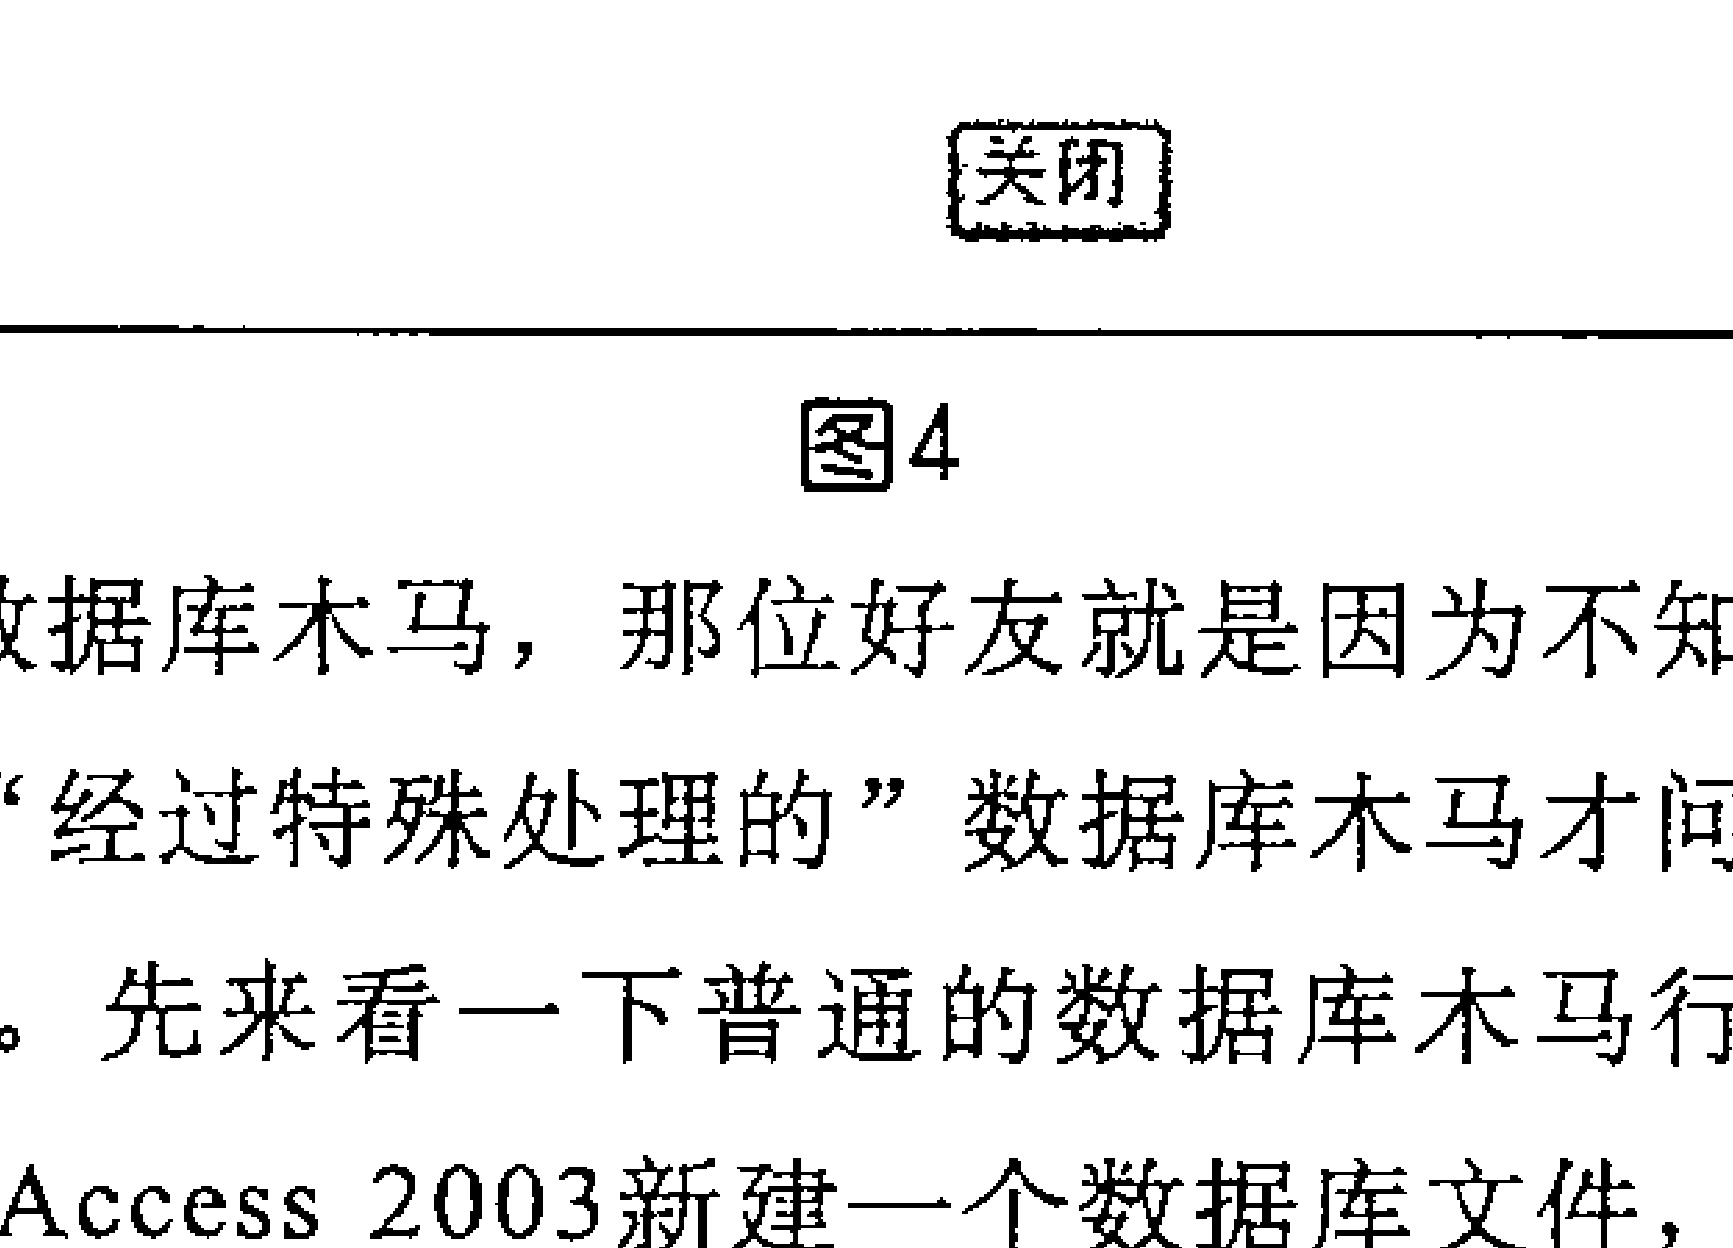 关闭
图4
数据库木马，那位好友就是因为不知
“经过特殊处理的”数据库木马才问
。先来看一下普通的数据库木马行
Access 2003新建一个数据库文件，